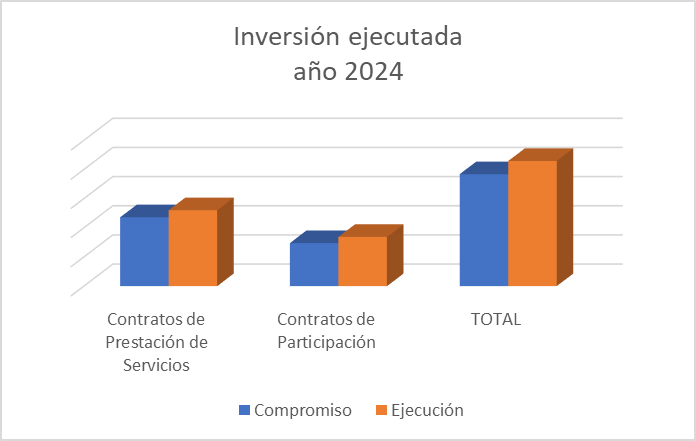 Inversión ejecutada
año 2024
Contratos de
Prestación de
Servicios
Contratos de
Participación
TOTAL
Compromiso
Ejecución